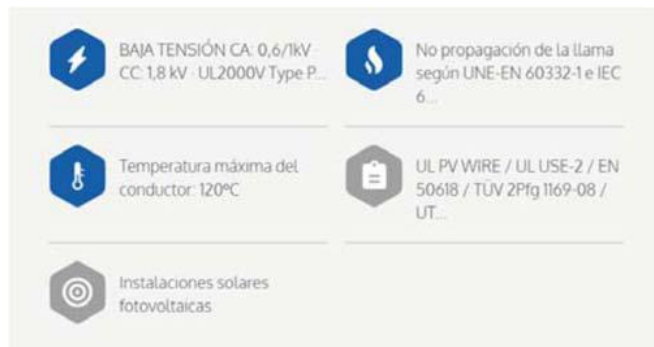 BAJA TENSIÓN CA: 0,6/1kV ·
CC: 1,8 kV · UL2000V Type P...
No propagación de la llama
según UNE-EN 60332-1 e IEC
6...
Temperatura máxima del
conductor: 120ºC
UL PV WIRE / UL USE-2 / EN
50618 / TÜV 2Pfg 1169-08 /
UT...
Instalaciones solares
fotovoltaicas